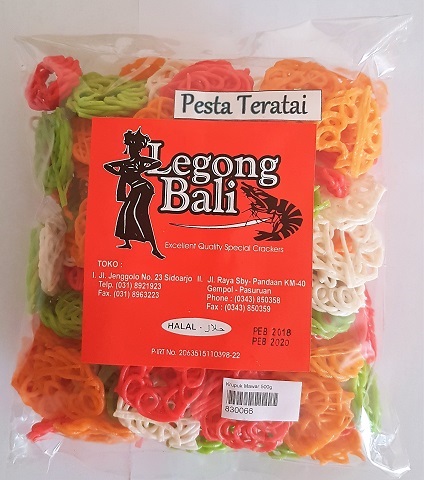 Pesta Teratai
Legong
Bali
Excellent Quality Special Crackers
TOKO :
I. Jl. Jenggolo No. 23 Sidoarjo
Telp. (031) 8921923
Fax. (031) 8963223
II. Jl. Raya Sby- Pandaan KM-40
Gempol - Pasuruan
Phone : (0343) 850358
Fax : (0343) 850359
HALAL - حلال
PEB 2018
PEB 2020
P-IRT No. 2063515110398-22
Krupuk Mawar 500g
830066